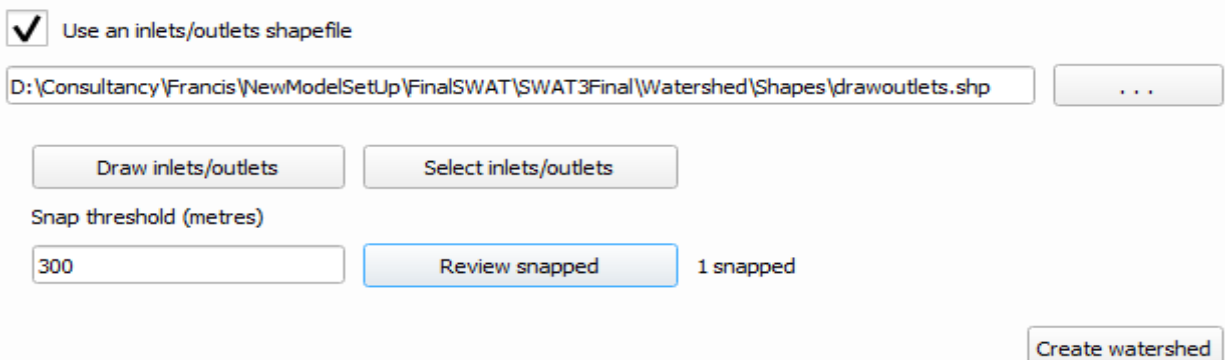 Use an inlets/outlets shapefile
D:\Consultancy\Francis\NewModelSetUp\FinalSWAT\SWAT3Final\Watershed\Shapes\drawoutlets.shp
. . .
Draw inlets/outlets
Select inlets/outlets
Snap threshold (metres)
300
Review snapped
1 snapped
Create watershed